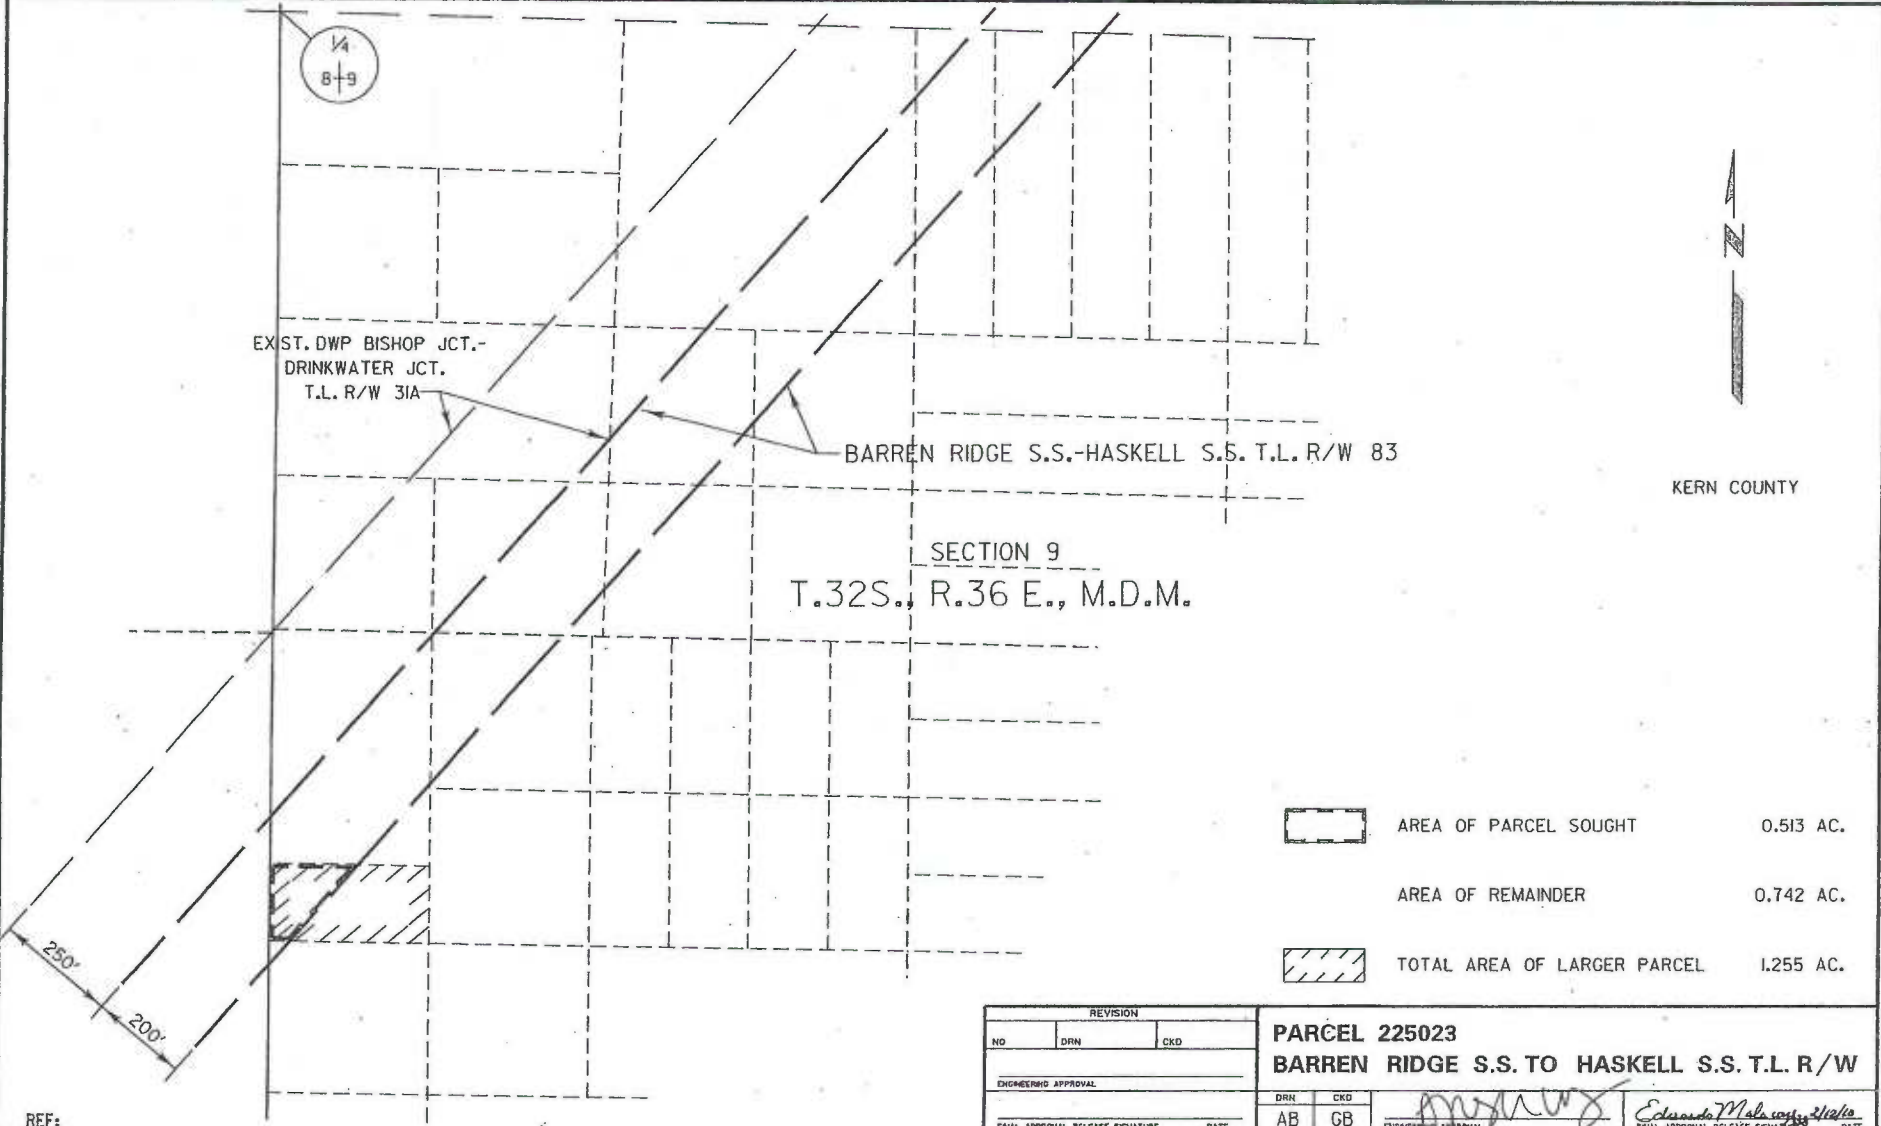 1/4
8 9
N
EXIST. DWP BISHOP JCT.-
DRINKWATER JCT.
T.L. R/W 31A
BARREN RIDGE S.S.-HASKELL S.S. T.L. R/W 83
KERN COUNTY
SECTION 9
T.32S., R.36 E., M.D.M.
AREA OF PARCEL SOUGHT 0.513 AC.
AREA OF REMAINDER 0.742 AC.
TOTAL AREA OF LARGER PARCEL 1.255 AC.
250'
200'
REVISION
NO DRN CKD
ENGINEERING APPROVAL
PARCEL 225023
BARREN RIDGE S.S. TO HASKELL S.S. T.L. R/W
DRN CKD
AB GB
Eduardo 2/12/10
REF: